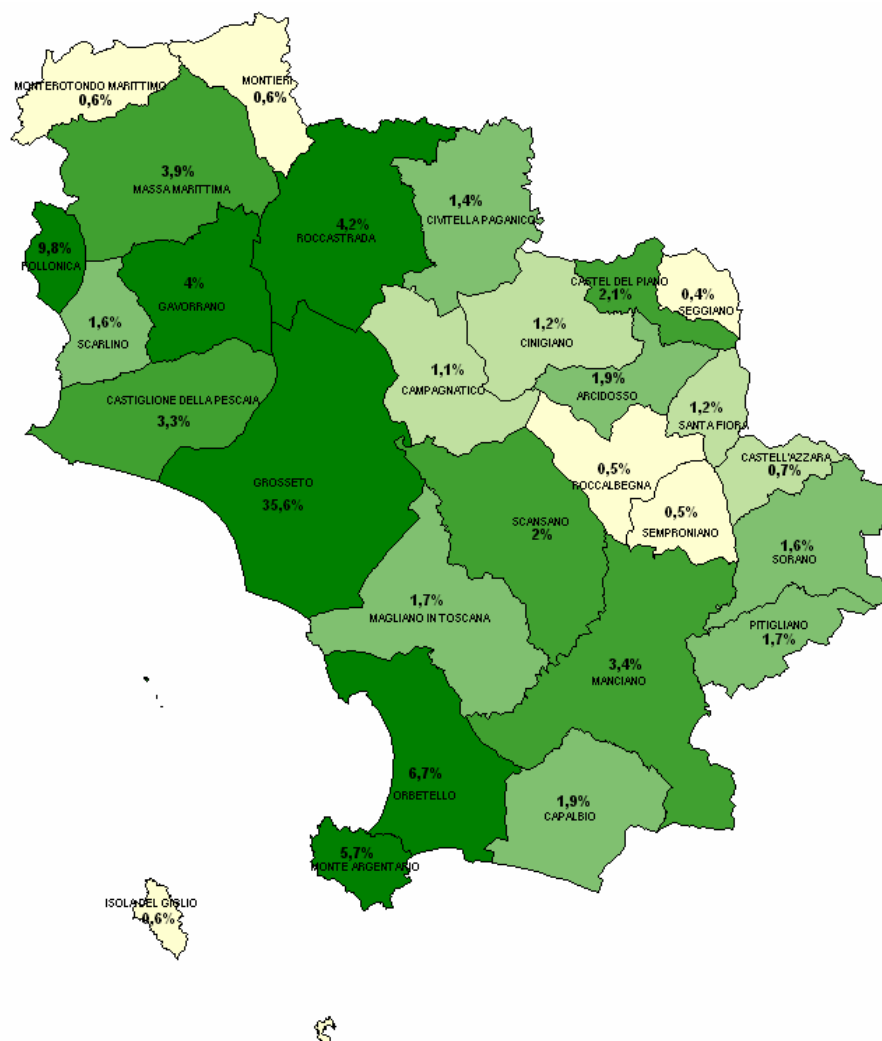 MONTEROTONDO MARITTIMO
0,6%
MONTIERI
0,6%
3,9%
MASSA MARITTIMA
4,2%
ROCCASTRADA
1,4%
CIVITELLA PAGANICO
9,8%
FOLLONICA
4%
GAVORRANO
1,6%
SCARLINO
CASTEL DEL PIANO
2,1%
0,4%
SEGGIANO
1,2%
CINIGIANO
1,1%
CAMPAGNATICO
1,9%
ARCIDOSSO
CASTIGLIONE DELLA PESCAIA
3,3%
1,2%
SANTA FIORA
CASTELL'AZZARA
0,7%
0,5%
ROCCALBEGNA
GROSSETO
35,6%
SCANSANO
2%
0,5%
SEMPRONIANO
1,6%
SORANO
1,7%
MAGLIANO IN TOSCANA
PITIGLIANO
1,7%
3,4%
MANCIANO
6,7%
ORBETELLO
1,9%
CAPALBIO
5,7%
MONTE ARGENTARIO
ISOLA DEL GIGLIO
0,6%